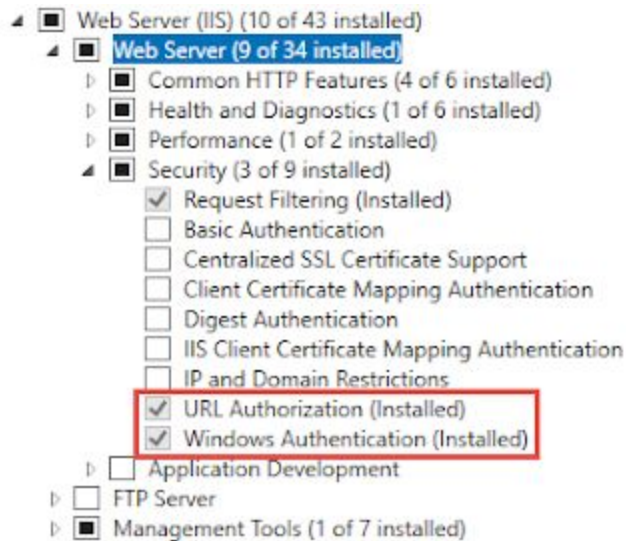 Web Server (IIS) (10 of 43 installed)
Web Server (9 of 34 installed)
Common HTTP Features (4 of 6 installed)
Health and Diagnostics (1 of 6 installed)
Performance (1 of 2 installed)
Security (3 of 9 installed)
Request Filtering (Installed)
Basic Authentication
Centralized SSL Certificate Support
Client Certificate Mapping Authentication
Digest Authentication
IIS Client Certificate Mapping Authentication
IP and Domain Restrictions
URL Authorization (Installed)
Windows Authentication (Installed)
Application Development
FTP Server
Management Tools (1 of 7 installed)